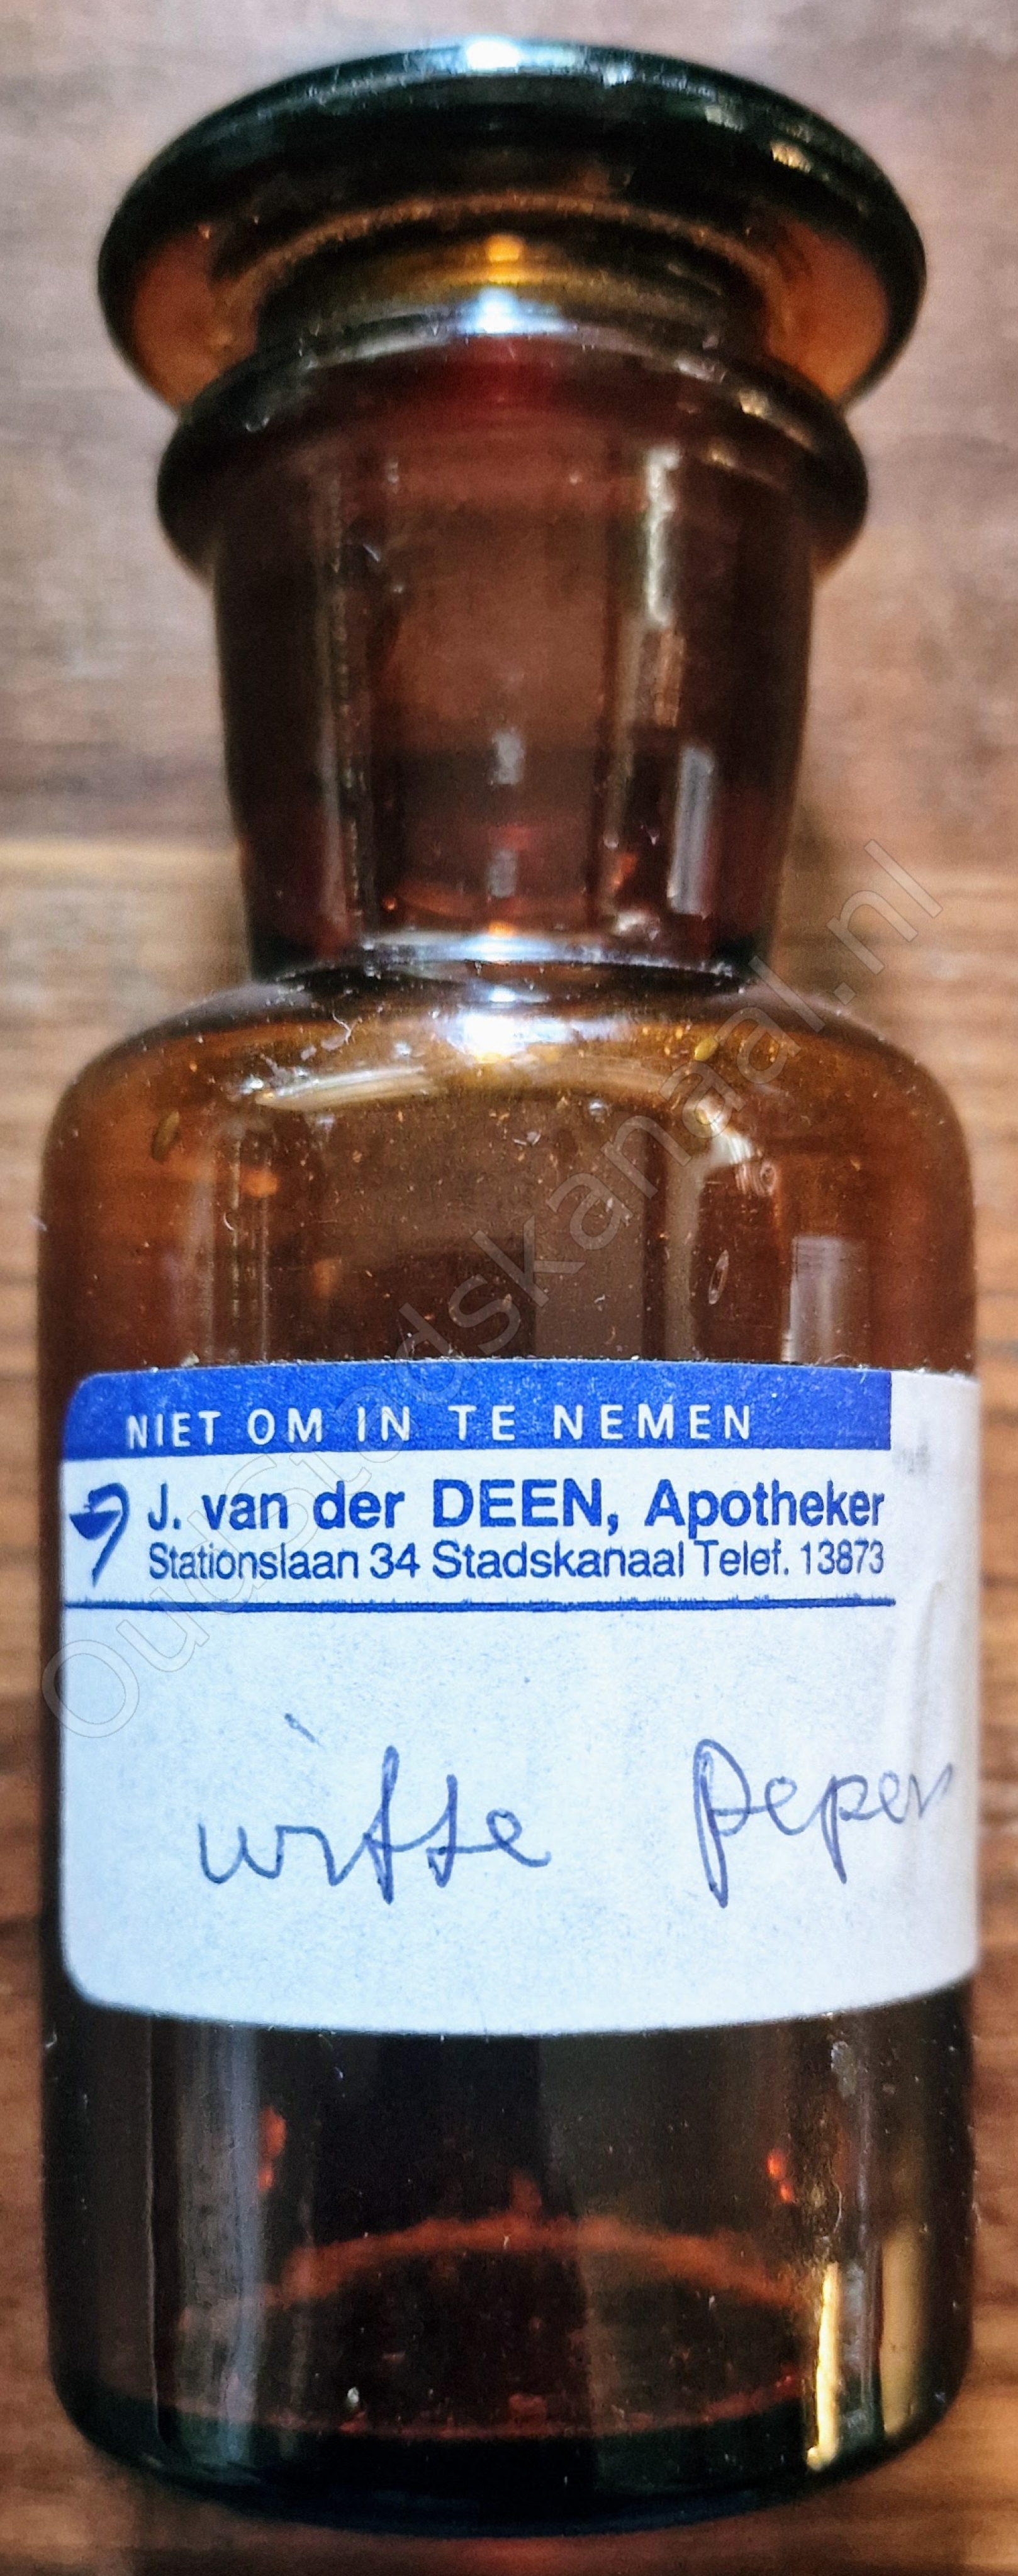 NIET OM IN TE NEMEN
J. van der DEEN, Apotheker
Stationslaan 34 Stadskanaal Telef. 13873
witte peper
OudStadskanaal.nl